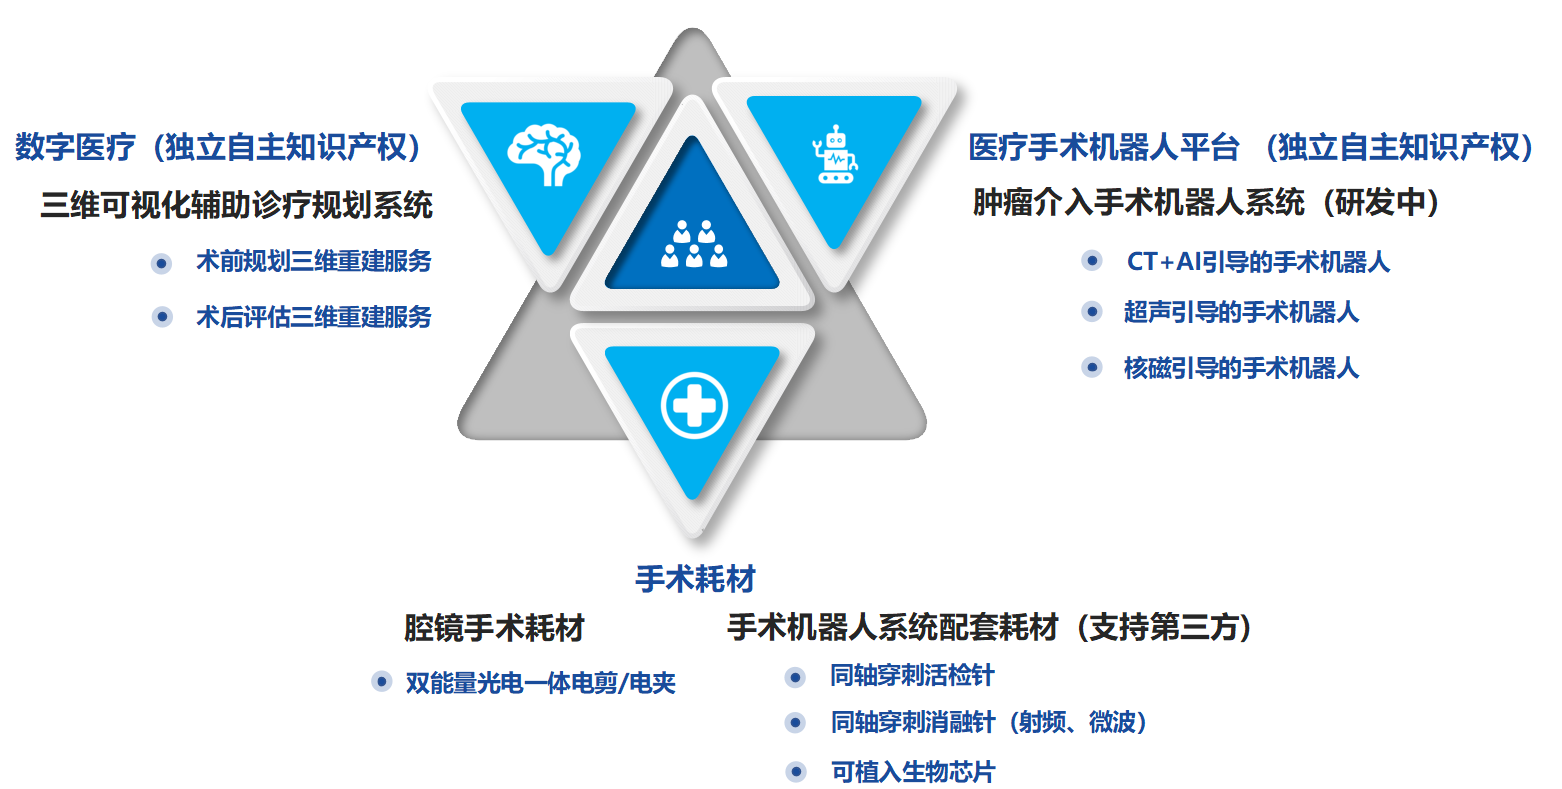 数字医疗（独立自主知识产权）
三维可视化辅助诊疗规划系统
术前规划三维重建服务
术后评估三维重建服务
医疗手术机器人平台 （独立自主知识产权）
肿瘤介入手术机器人系统（研发中）
CT+AI引导的手术机器人
超声引导的手术机器人
核磁引导的手术机器人
手术耗材
腔镜手术耗材
双能量光电一体电剪/电夹
手术机器人系统配套耗材（支持第三方）
同轴穿刺活检针
同轴穿刺消融针（射频、微波）
可植入生物芯片